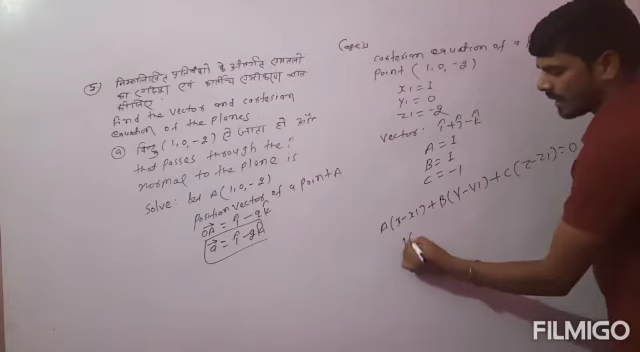 (5) निम्नलिखित प्रतिबंधों के अंतर्गत समतलों
का सदिश एवं कार्तीय समीकरण ज्ञात
कीजिए
find the vector and cartesian
equation of the planes
(a) बिन्दु (1,0,-2) से जाता हो और
that passes through the
normal to the plane is
Solve: let A(1,0,-2)
position vector of a point A
OA = î - 2k̂
a = î - 2k̂
cartesian equation of a
point (1,0,-2)
x1 = 1
y1 = 0
z1 = -2
vector: î+ĵ-k̂
A = 1
B = 1
C = -1
A(x-x1)+B(y-y1)+C(z-z1)=0
FILMIGO